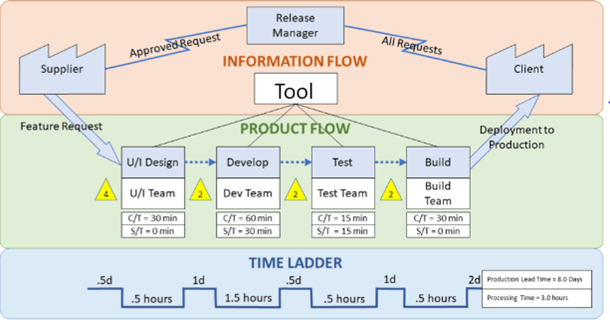 Release
Manager
Approved Request
All Requests
Supplier
INFORMATION FLOW
Client
Tool
Feature Request
PRODUCT FLOW
Deployment to
Production
U/I Design
Develop
Test
Build
4
U/I Team
2
Dev Team
2
Test Team
2
Build
Team
C/T = 30 min
S/T = 0 min
C/T = 60 min
S/T = 30 min
C/T = 15 min
S/T = 15 min
C/T = 30 min
S/T = 0 min
TIME LADDER
.5d
1d
.5d
1d
2d
.5 hours
1.5 hours
.5 hours
.5 hours
Production Lead Time = 8.0 Days
Processing Time = 3.0 hours